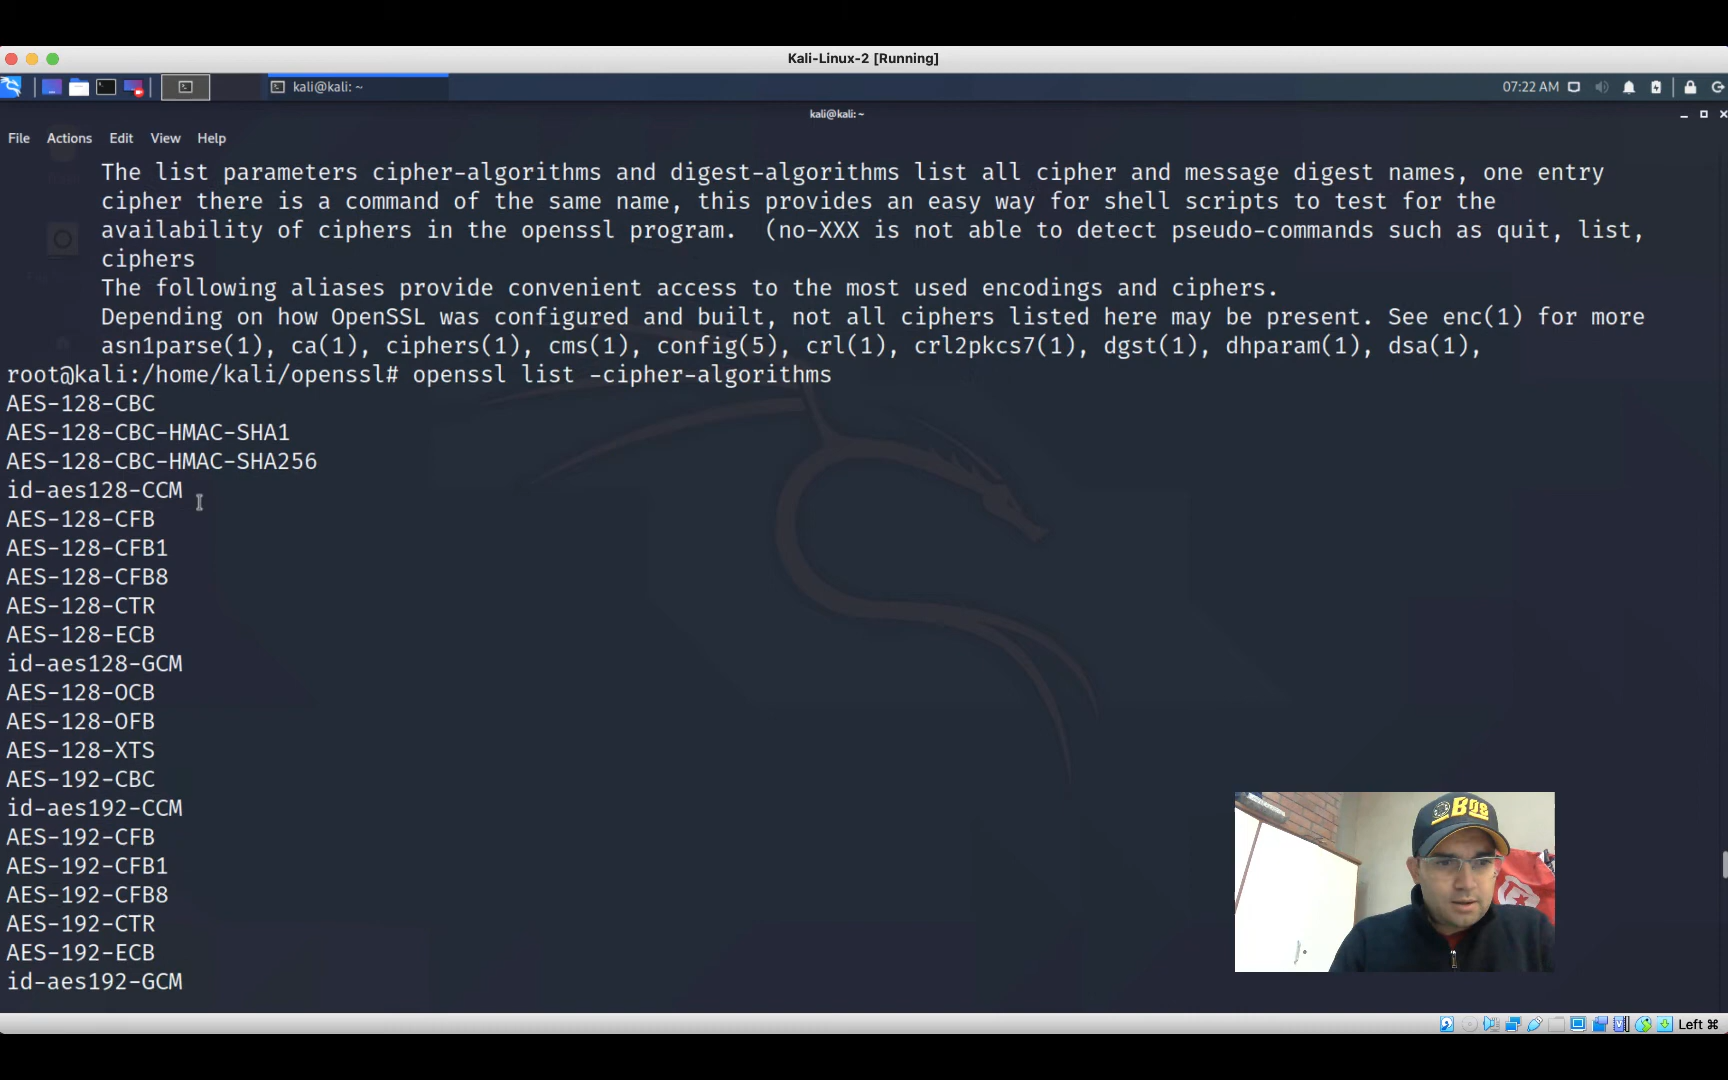 Kali-Linux-2 [Running]
kali@kali: ~
07:22 AM
kali@kali: ~
File Actions Edit View Help
The list parameters cipher-algorithms and digest-algorithms list all cipher and message digest names, one entry
cipher there is a command of the same name, this provides an easy way for shell scripts to test for the
availability of ciphers in the openssl program.  (no-XXX is not able to detect pseudo-commands such as quit, list,
ciphers
The following aliases provide convenient access to the most used encodings and ciphers.
Depending on how OpenSSL was configured and built, not all ciphers listed here may be present. See enc(1) for more
asn1parse(1), ca(1), ciphers(1), cms(1), config(5), crl(1), crl2pkcs7(1), dgst(1), dhparam(1), dsa(1),
root@kali:/home/kali/openssl# openssl list -cipher-algorithms
AES-128-CBC
AES-128-CBC-HMAC-SHA1
AES-128-CBC-HMAC-SHA256
id-aes128-CCM
AES-128-CFB
AES-128-CFB1
AES-128-CFB8
AES-128-CTR
AES-128-ECB
id-aes128-GCM
AES-128-OCB
AES-128-OFB
AES-128-XTS
AES-192-CBC
id-aes192-CCM
AES-192-CFB
AES-192-CFB1
AES-192-CFB8
AES-192-CTR
AES-192-ECB
id-aes192-GCM
Left ⌘